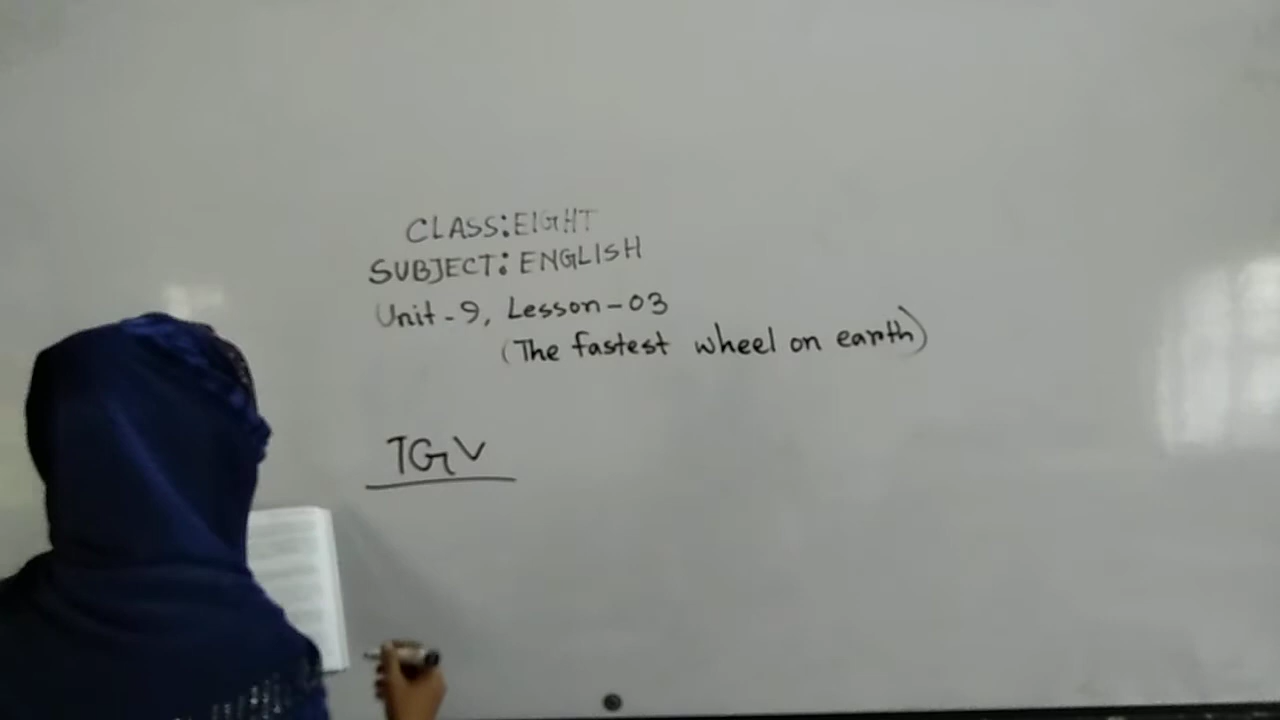 CLASS:EIGHT
SUBJECT: ENGLISH
Unit-9, Lesson-03
(The fastest wheel on earth)
TGV